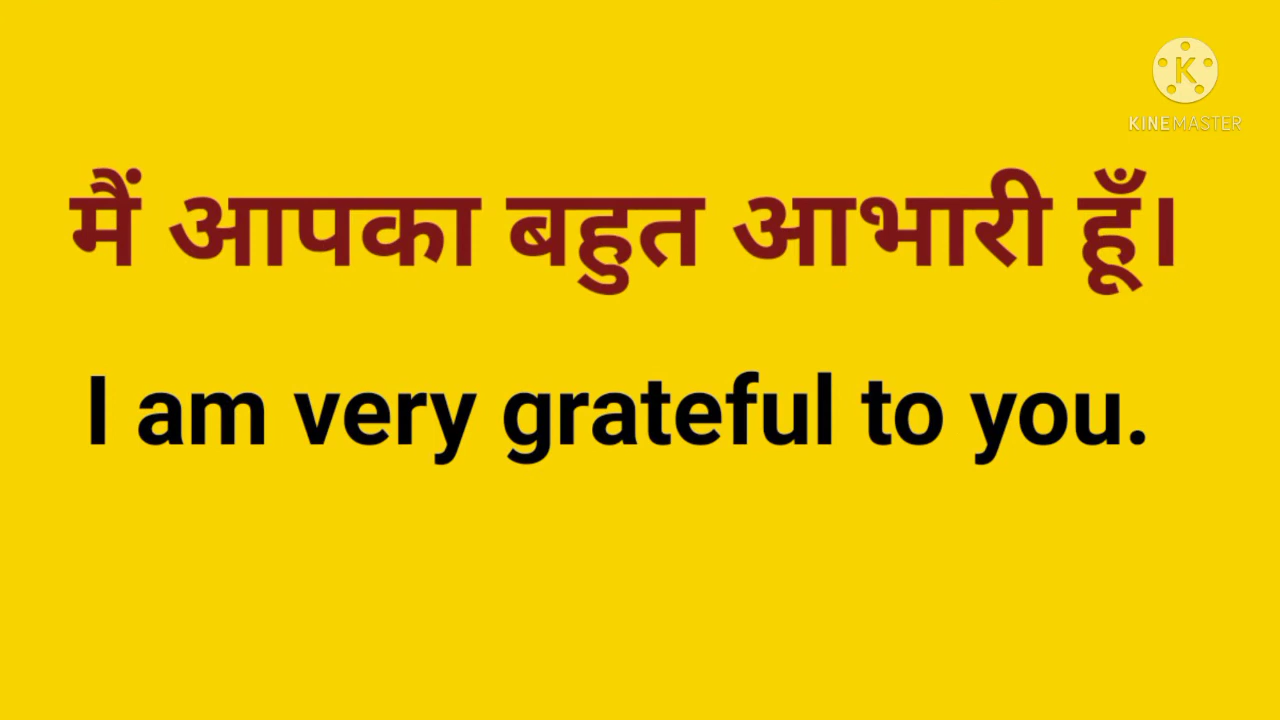 K
KINEMASTER
मैं आपका बहुत आभारी हूँ।
I am very grateful to you.